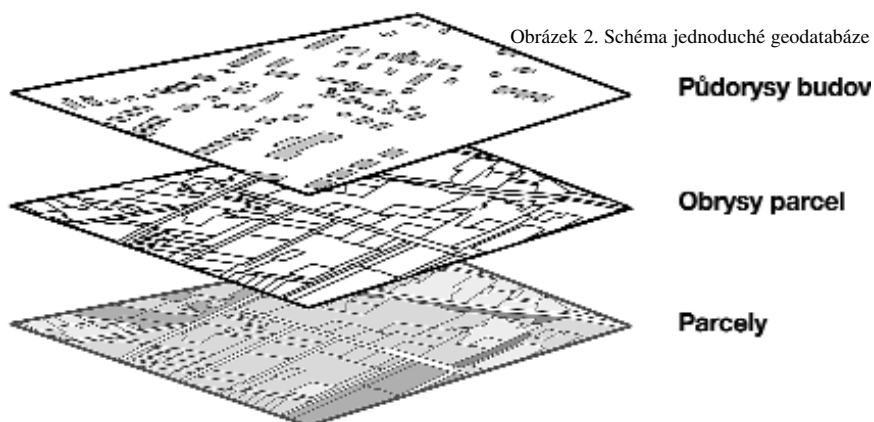 Obrázek 2. Schéma jednoduché geodatabáze
Půdorysy budov
Obrysy parcel
Parcely